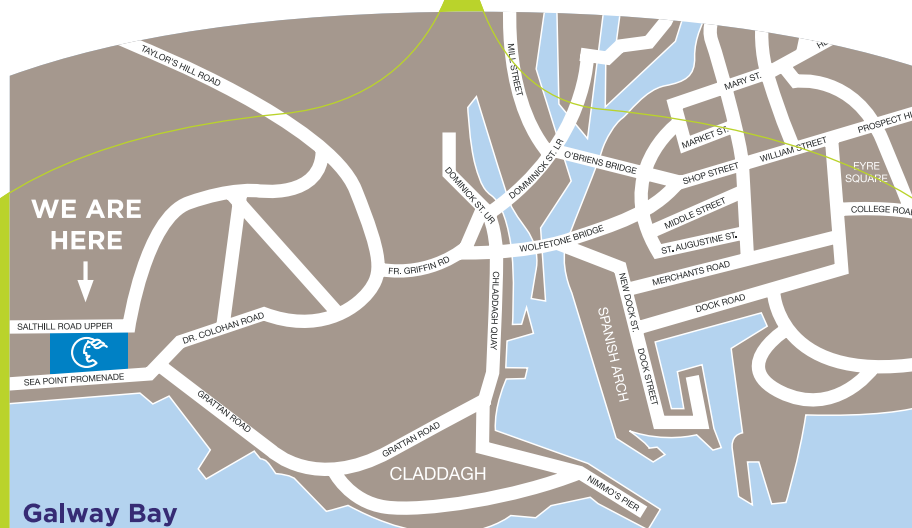 TAYLOR'S HILL ROAD
MILL STREET
MARY ST.
MARKET ST.
PROSPECT
WILLIAM STREET
O'BRIENS BRIDGE
SHOP STREET
EYRE
SQUARE
DOMINICK ST. UR
DOMMINICK ST. LR
MIDDLE STREET
COLLEGE ROAD
WE ARE
HERE
WOLFETONE BRIDGE
ST. AUGUSTINE ST.
FR. GRIFFIN RD
MERCHANTS ROAD
CHLADDAGH QUAY
NEW DOCK ST.
DOCK ROAD
SALTHILL ROAD UPPER
DR. COLOHAN ROAD
SPANISH ARCH
DOCK STREET
SEA POINT PROMENADE
GRATTAN ROAD
GRATTAN ROAD
CLADDAGH
NIMMO'S PIER
Galway Bay